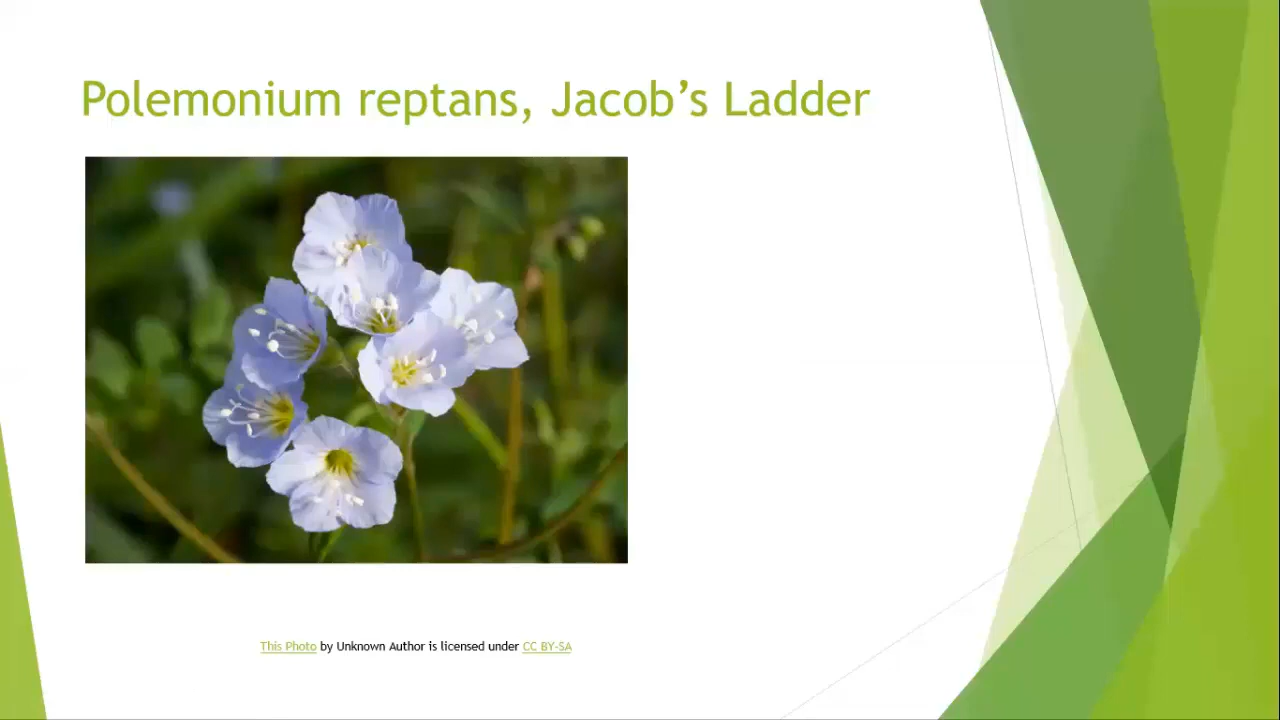 Polemonium reptans, Jacob’s Ladder
This Photo by Unknown Author is licensed under CC BY-SA